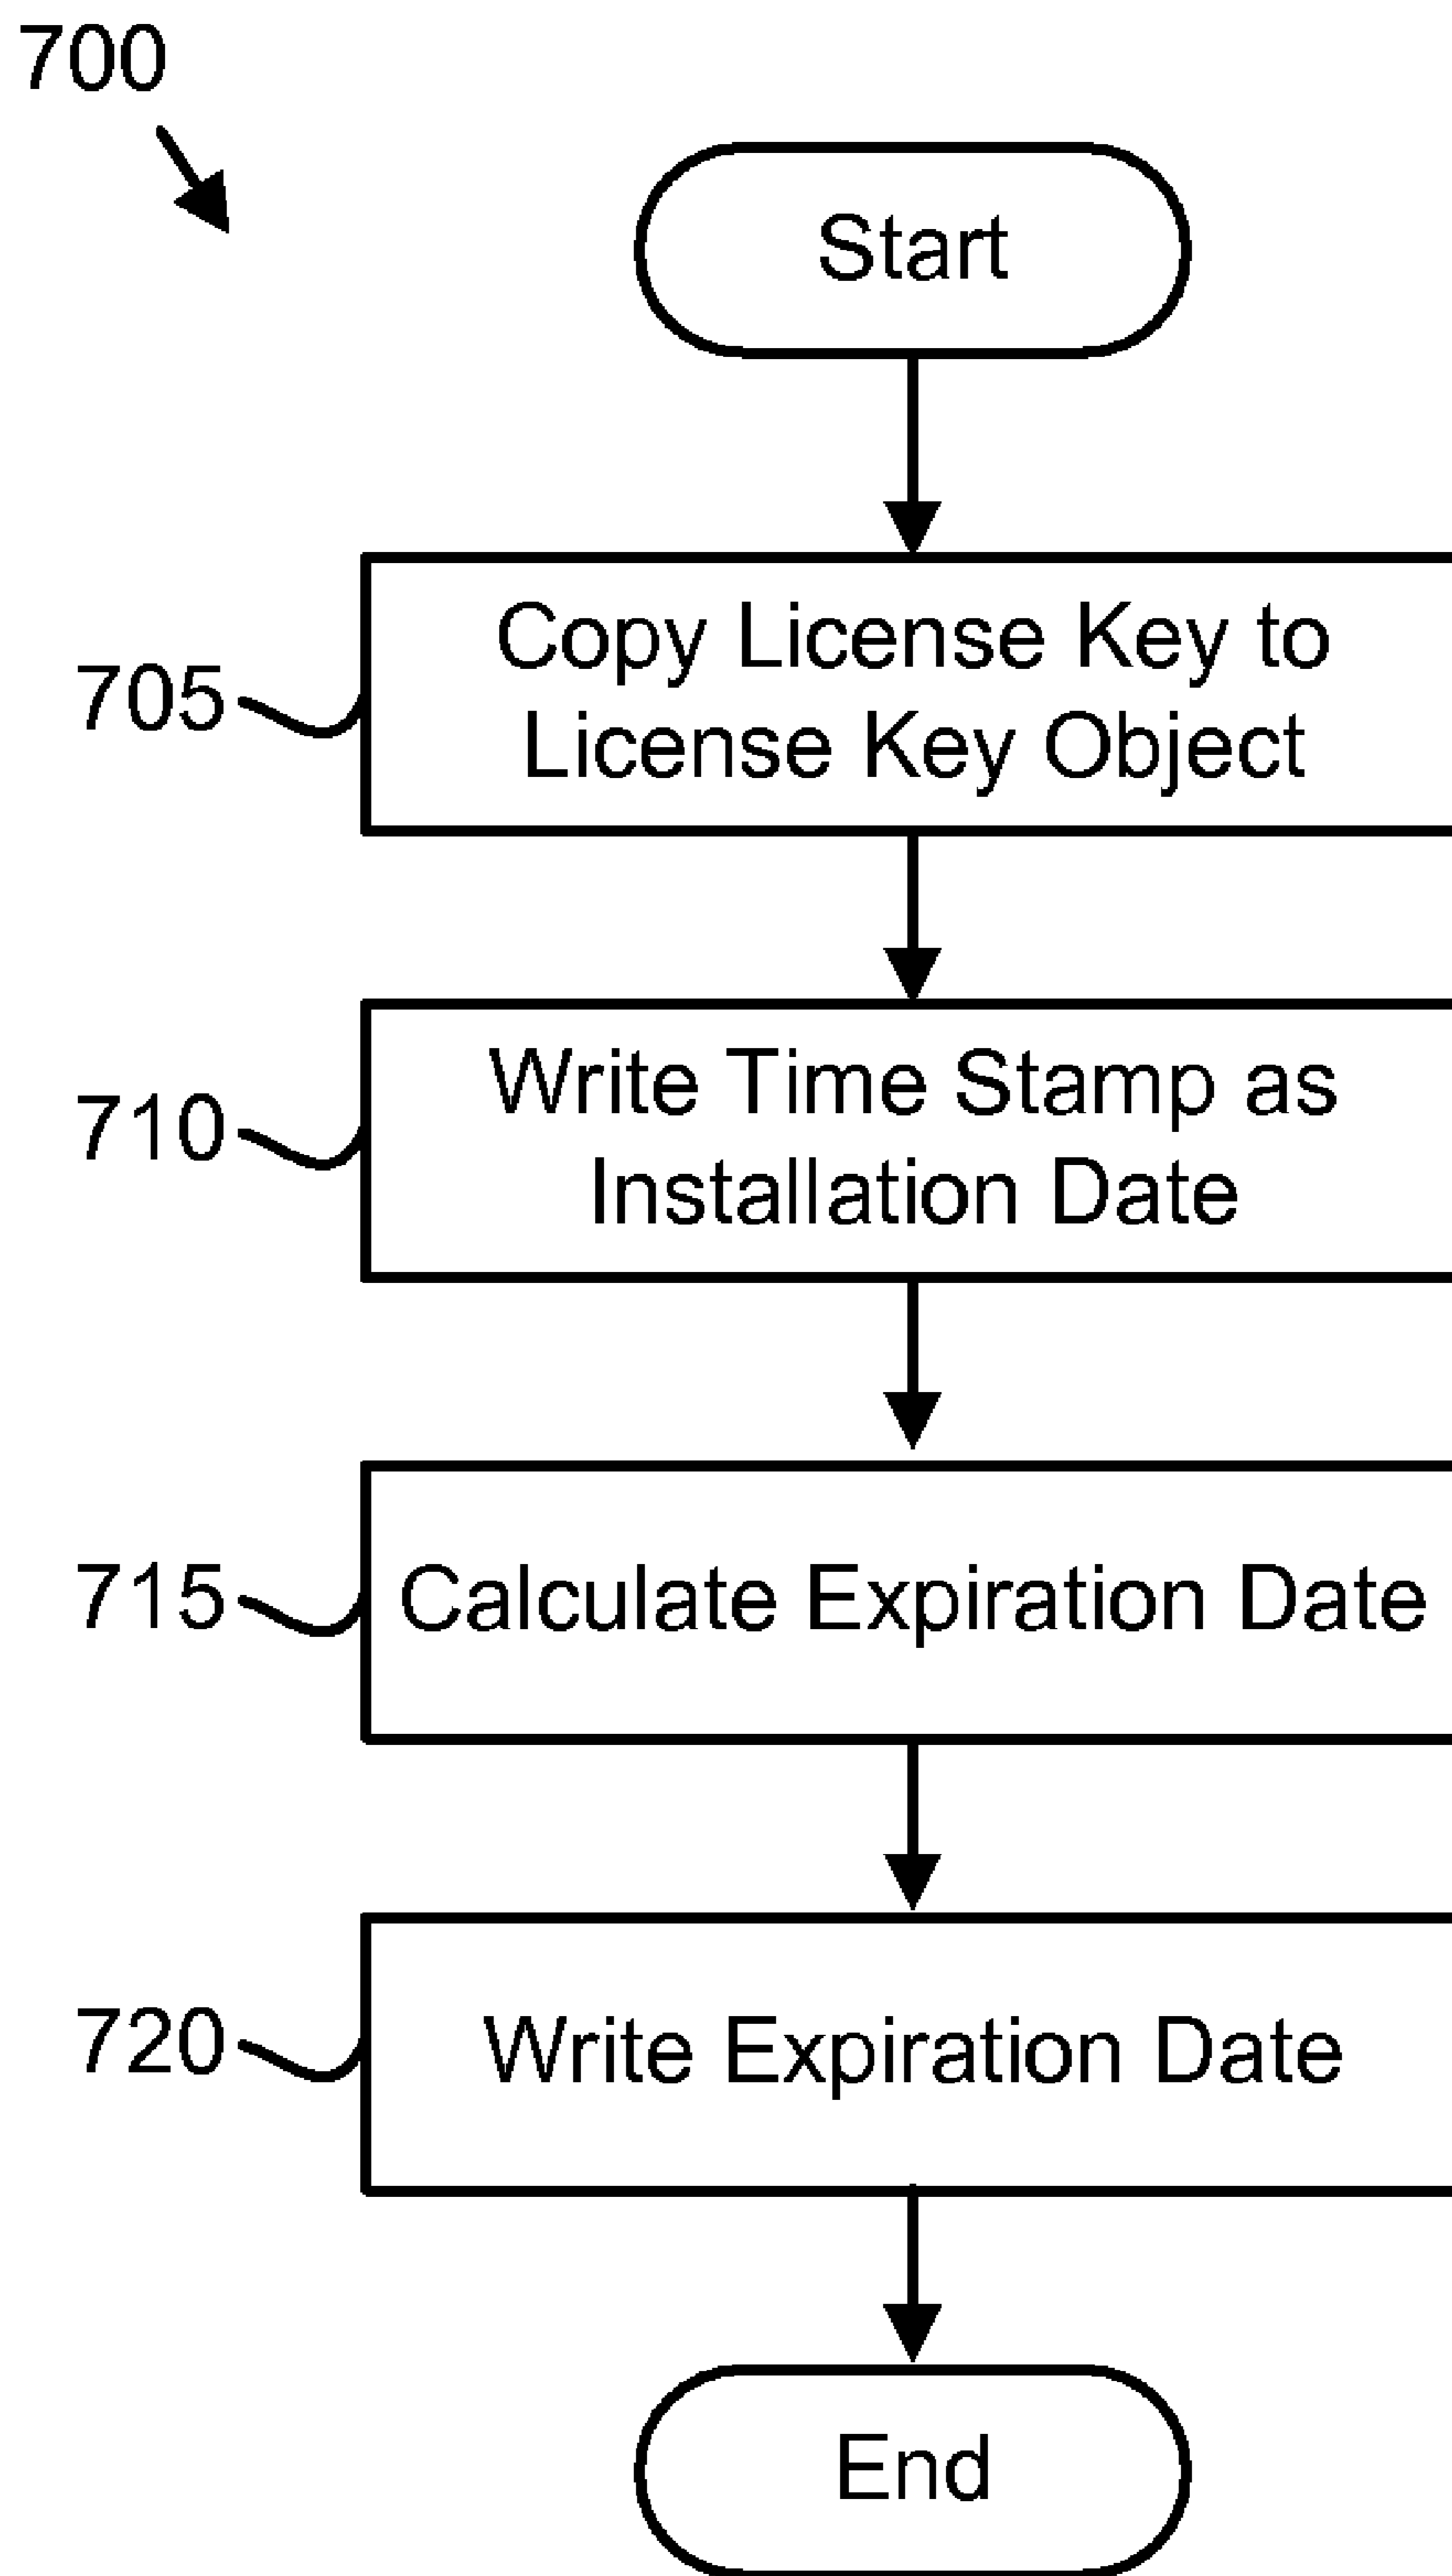 700
Start
705
Copy License Key to
License Key Object
710
Write Time Stamp as
Installation Date
715
Calculate Expiration Date
720
Write Expiration Date
End